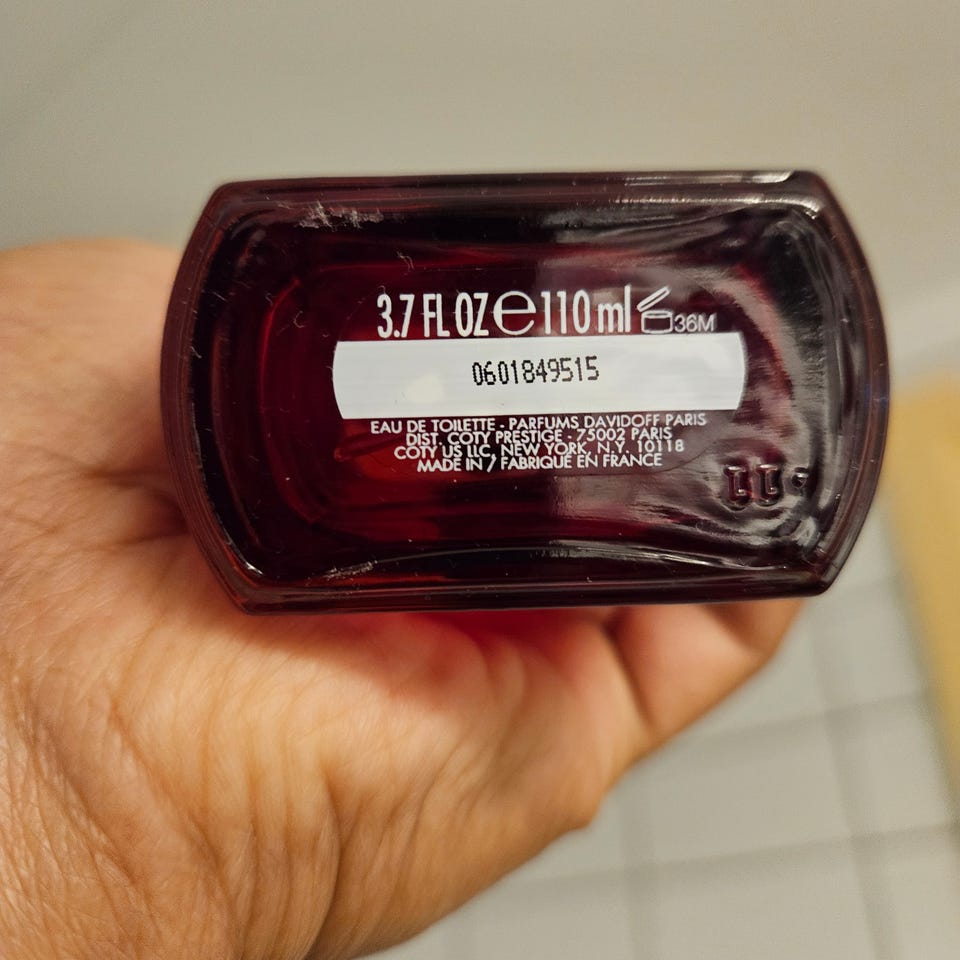 3.7 FL OZ ℮ 110 ml 36M
0601849515
EAU DE TOILETTE - PARFUMS DAVIDOFF PARIS
DIST. COTY PRESTIGE - 75002 PARIS
COTY US LLC, NEW YORK, N.Y. 10118
MADE IN / FABRIQUÉ EN FRANCE